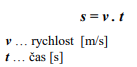 s = v . t
v … rychlost [m/s]
t … čas [s]